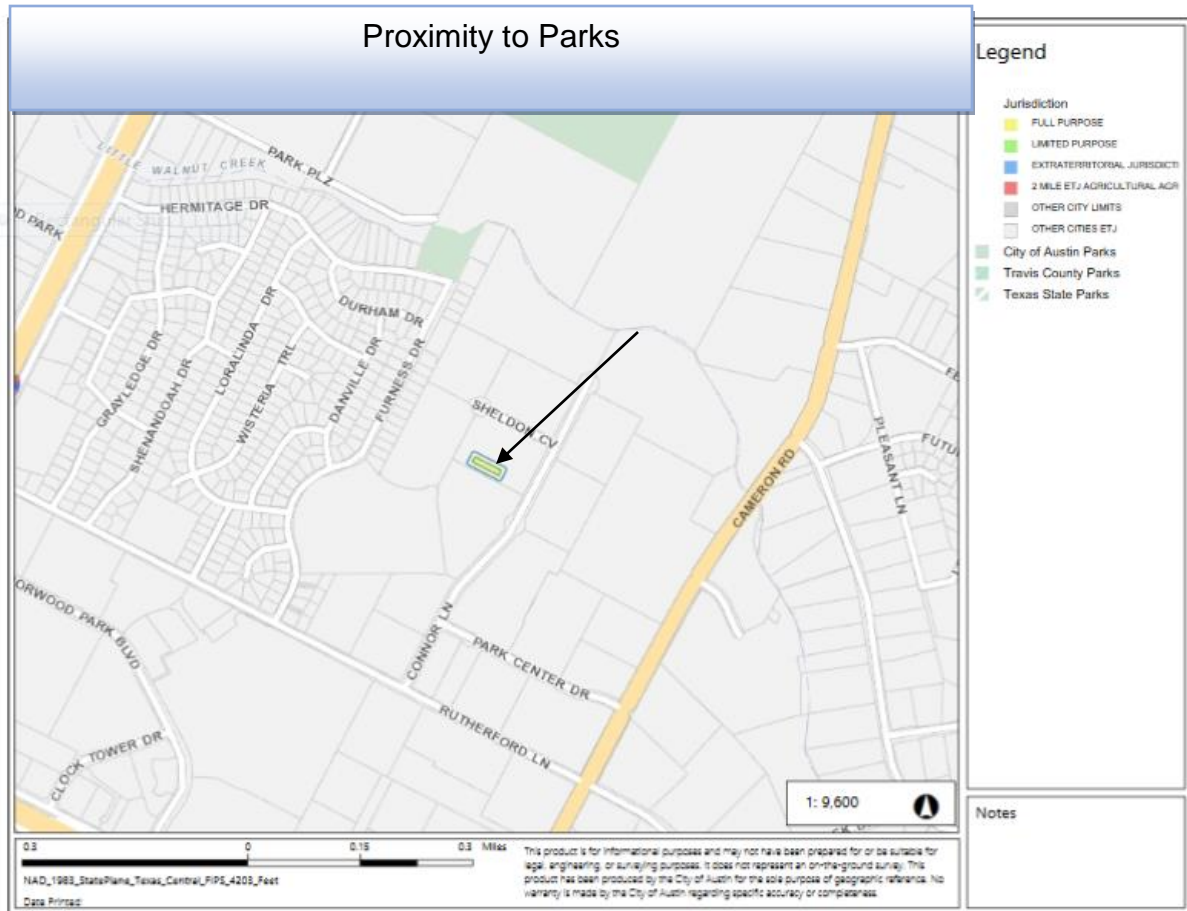 Proximity to Parks
Legend
Jurisdiction
FULL PURPOSE
LIMITED PURPOSE
EXTRATERRITORIAL JURISDICTI
2 MILE ETJ AGRICULTURAL AGR
OTHER CITY LIMITS
OTHER CITIES ETJ
City of Austin Parks
Travis County Parks
Texas State Parks
LITTLE WALNUT CREEK
PARK PLZ
HERMITAGE DR
OD PARK
DURHAM DR
LORALINDA DR
GRAYLEDGE DR
SHENANDOAH DR
WISTERIA TRL
DANVILLE DR
FURNESS DR
SHELDON CV
CAMERON RD
PLEASANT LN
FUTU
ORWOOD PARK BLVD
CONNOR LN
PARK CENTER DR
RUTHERFORD LN
CLOCK TOWER DR
1: 9,600
Notes
0.3 0 0.15 0.3 Miles
NAD_1983_StatePlane_Texas_Central_FIPS_4203_Feet
Date Printed:
This product is for informational purposes and may not have been prepared for or be suitable for
legal, engineering, or surveying purposes. It does not represent an on-the-ground survey. This
product has been produced by the City of Austin for the sole purpose of geographic reference. No
warranty is made by the City of Austin regarding specific accuracy or completeness.